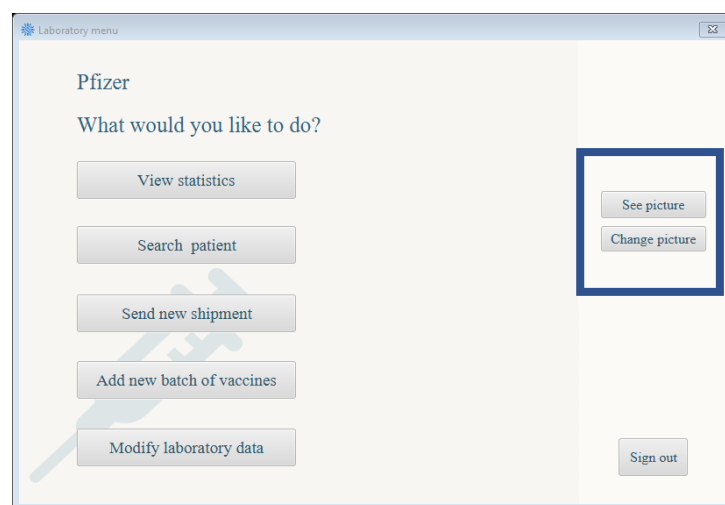 Laboratory menu
Pfizer
What would you like to do?
View statistics
Search patient
Send new shipment
Add new batch of vaccines
Modify laboratory data
See picture
Change picture
Sign out